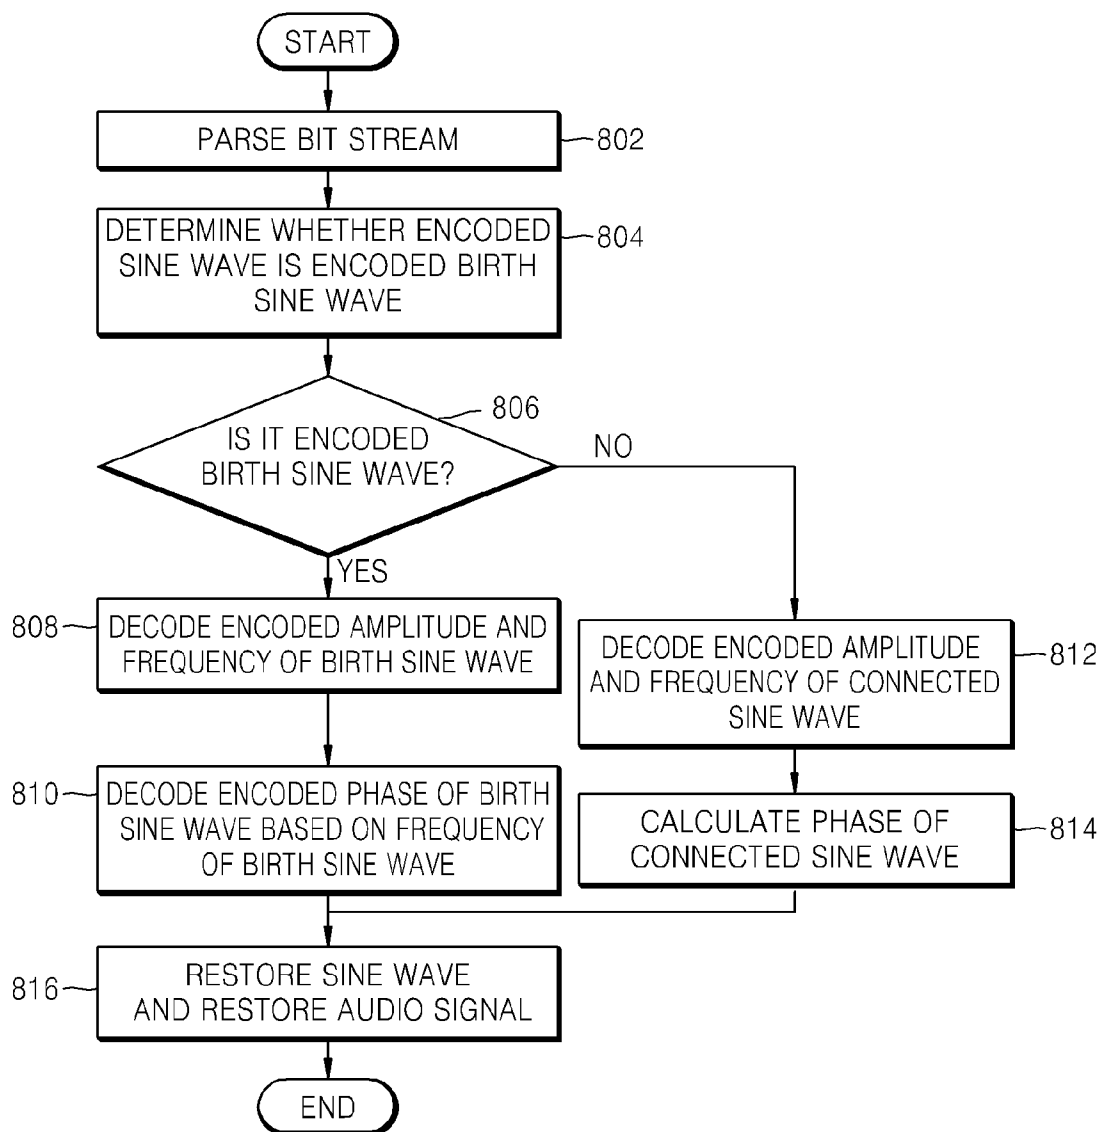 START
PARSE BIT STREAM
802
DETERMINE WHETHER ENCODED
SINE WAVE IS ENCODED BIRTH
SINE WAVE
804
806
IS IT ENCODED
BIRTH SINE WAVE?
NO
YES
808
DECODE ENCODED AMPLITUDE AND
FREQUENCY OF BIRTH SINE WAVE
DECODE ENCODED AMPLITUDE
AND FREQUENCY OF CONNECTED
SINE WAVE
812
810
DECODE ENCODED PHASE OF BIRTH
SINE WAVE BASED ON FREQUENCY
OF BIRTH SINE WAVE
CALCULATE PHASE OF
CONNECTED SINE WAVE
814
816
RESTORE SINE WAVE
AND RESTORE AUDIO SIGNAL
END